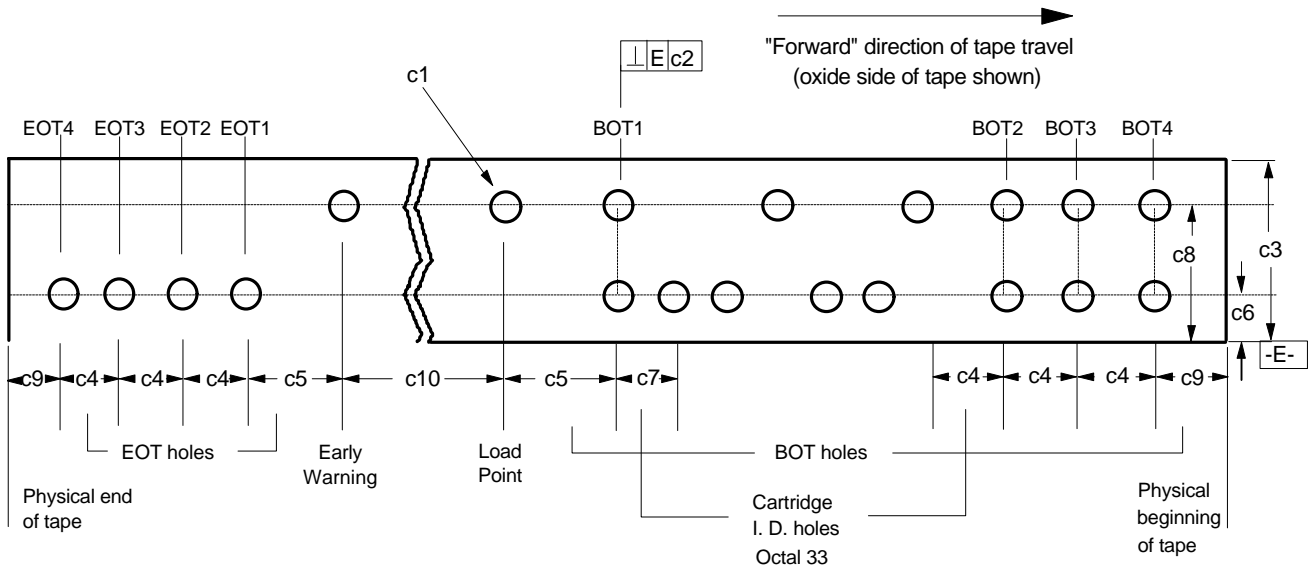 "Forward" direction of tape travel
(oxide side of tape shown)
⊥ E c2
c1
EOT4 EOT3 EOT2 EOT1 BOT1 BOT2 BOT3 BOT4
c8 c3
c6
-E-
c9 c4 c4 c4 c5 c10 c5 c7 c4 c4 c4 c9
EOT holes
Early
Warning
Load
Point
BOT holes
Physical end
of tape
Cartridge
I. D. holes
Octal 33
Physical
beginning
of tape